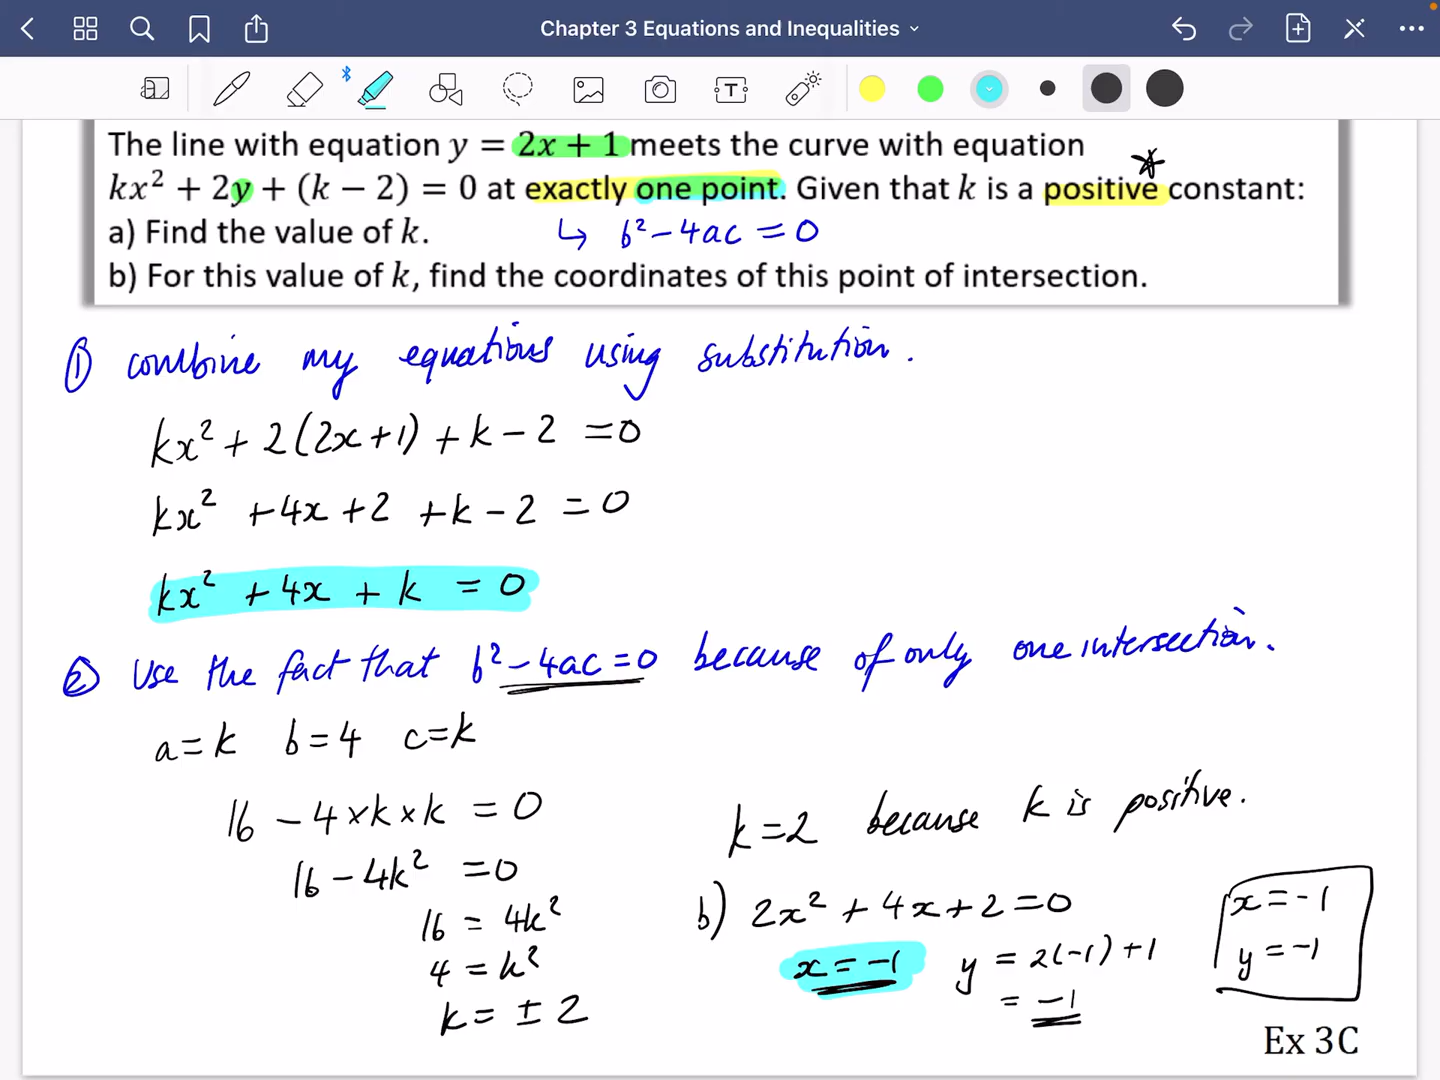 Chapter 3 Equations and Inequalities
The line with equation y = 2x + 1 meets the curve with equation
kx² + 2y + (k − 2) = 0 at exactly one point. Given that k is a positive constant:
a) Find the value of k.
↳ b² − 4ac = 0
b) For this value of k, find the coordinates of this point of intersection.
① combine my equations using substitution.
kx² + 2(2x+1) + k − 2 = 0
kx² + 4x + 2 + k − 2 = 0
kx² + 4x + k = 0
② Use the fact that b² − 4ac = 0 because of only one intersection.
a = k b = 4 c = k
16 − 4 × k × k = 0
16 − 4k² = 0
16 = 4k²
4 = k²
k = ± 2
k = 2 because k is positive.
b) 2x² + 4x + 2 = 0
x = −1
y = 2(−1) + 1
= −1
x = −1
y = −1
Ex 3C